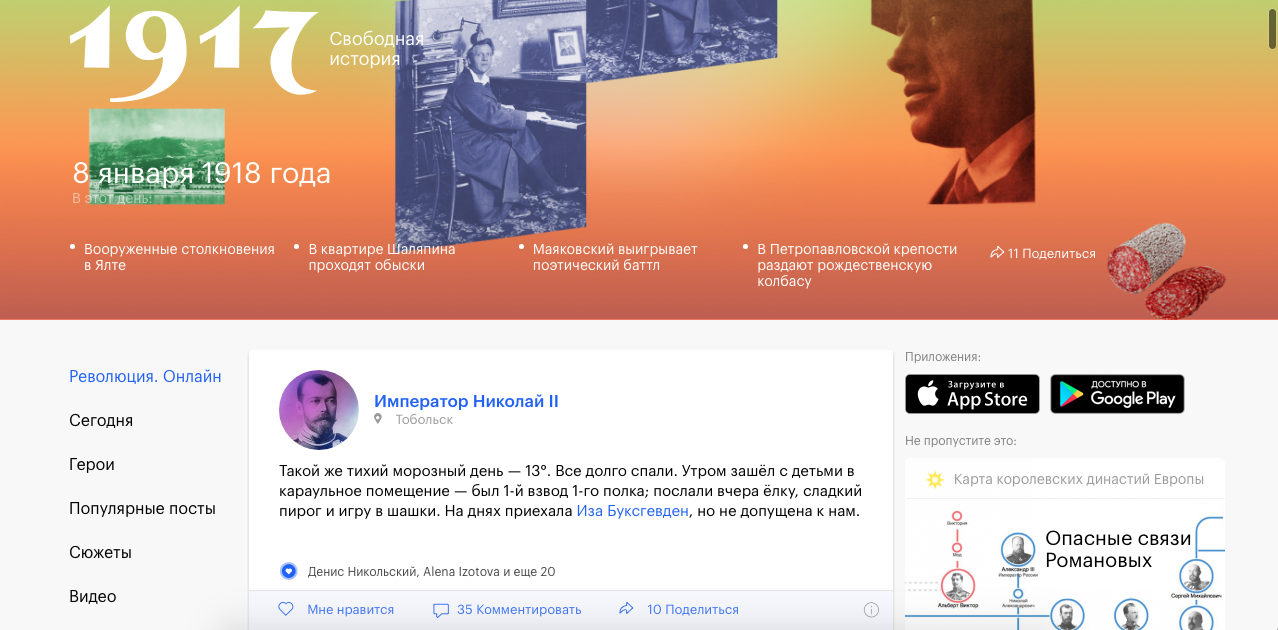 1917
Свободная
история
8 января 1918 года
В этот день:
Вооруженные столкновения
в Ялте
В квартире Шаляпина
проходят обыски
Маяковский выигрывает
поэтический баттл
В Петропавловской крепости
раздают рождественскую
колбасу
11 Поделиться
Революция. Онлайн
Сегодня
Герои
Популярные посты
Сюжеты
Видео
Император Николай II
Тобольск
Такой же тихий морозный день — 13°. Все долго спали. Утром зашёл с детьми в
караульное помещение — был 1-й взвод 1-го полка; послали вчера ёлку, сладкий
пирог и игру в шашки. На днях приехала Иза Буксгевден, но не допущена к нам.
Денис Никольский, Alena Izotova и еще 20
Мне нравится
35 Комментировать
10 Поделиться
Приложения:
Загрузите в
App Store
ДОСТУПНО В
Google Play
Не пропустите это:
Карта королевских династий Европы
Опасные связи
Романовых
Виктория
Мод
Альберт Виктор
Александр III
Император России
Николай
Александрович
Сергей Михайлович